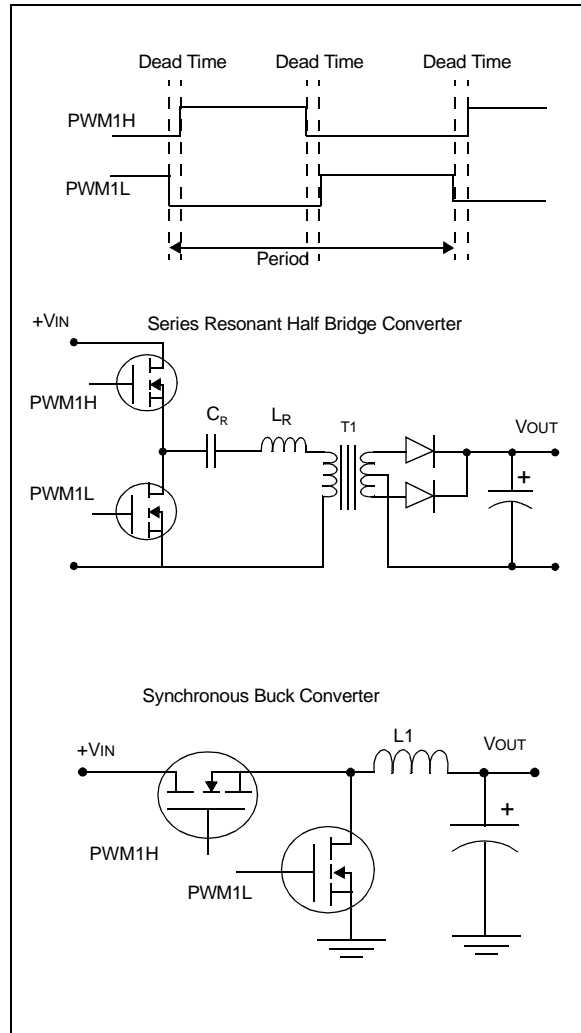 Dead Time Dead Time Dead Time
PWM1H
PWM1L
Period
Series Resonant Half Bridge Converter
+VIN
PWM1H
CR LR T1 VOUT
+
PWM1L
Synchronous Buck Converter
+VIN L1 VOUT
+
PWM1H
PWM1L